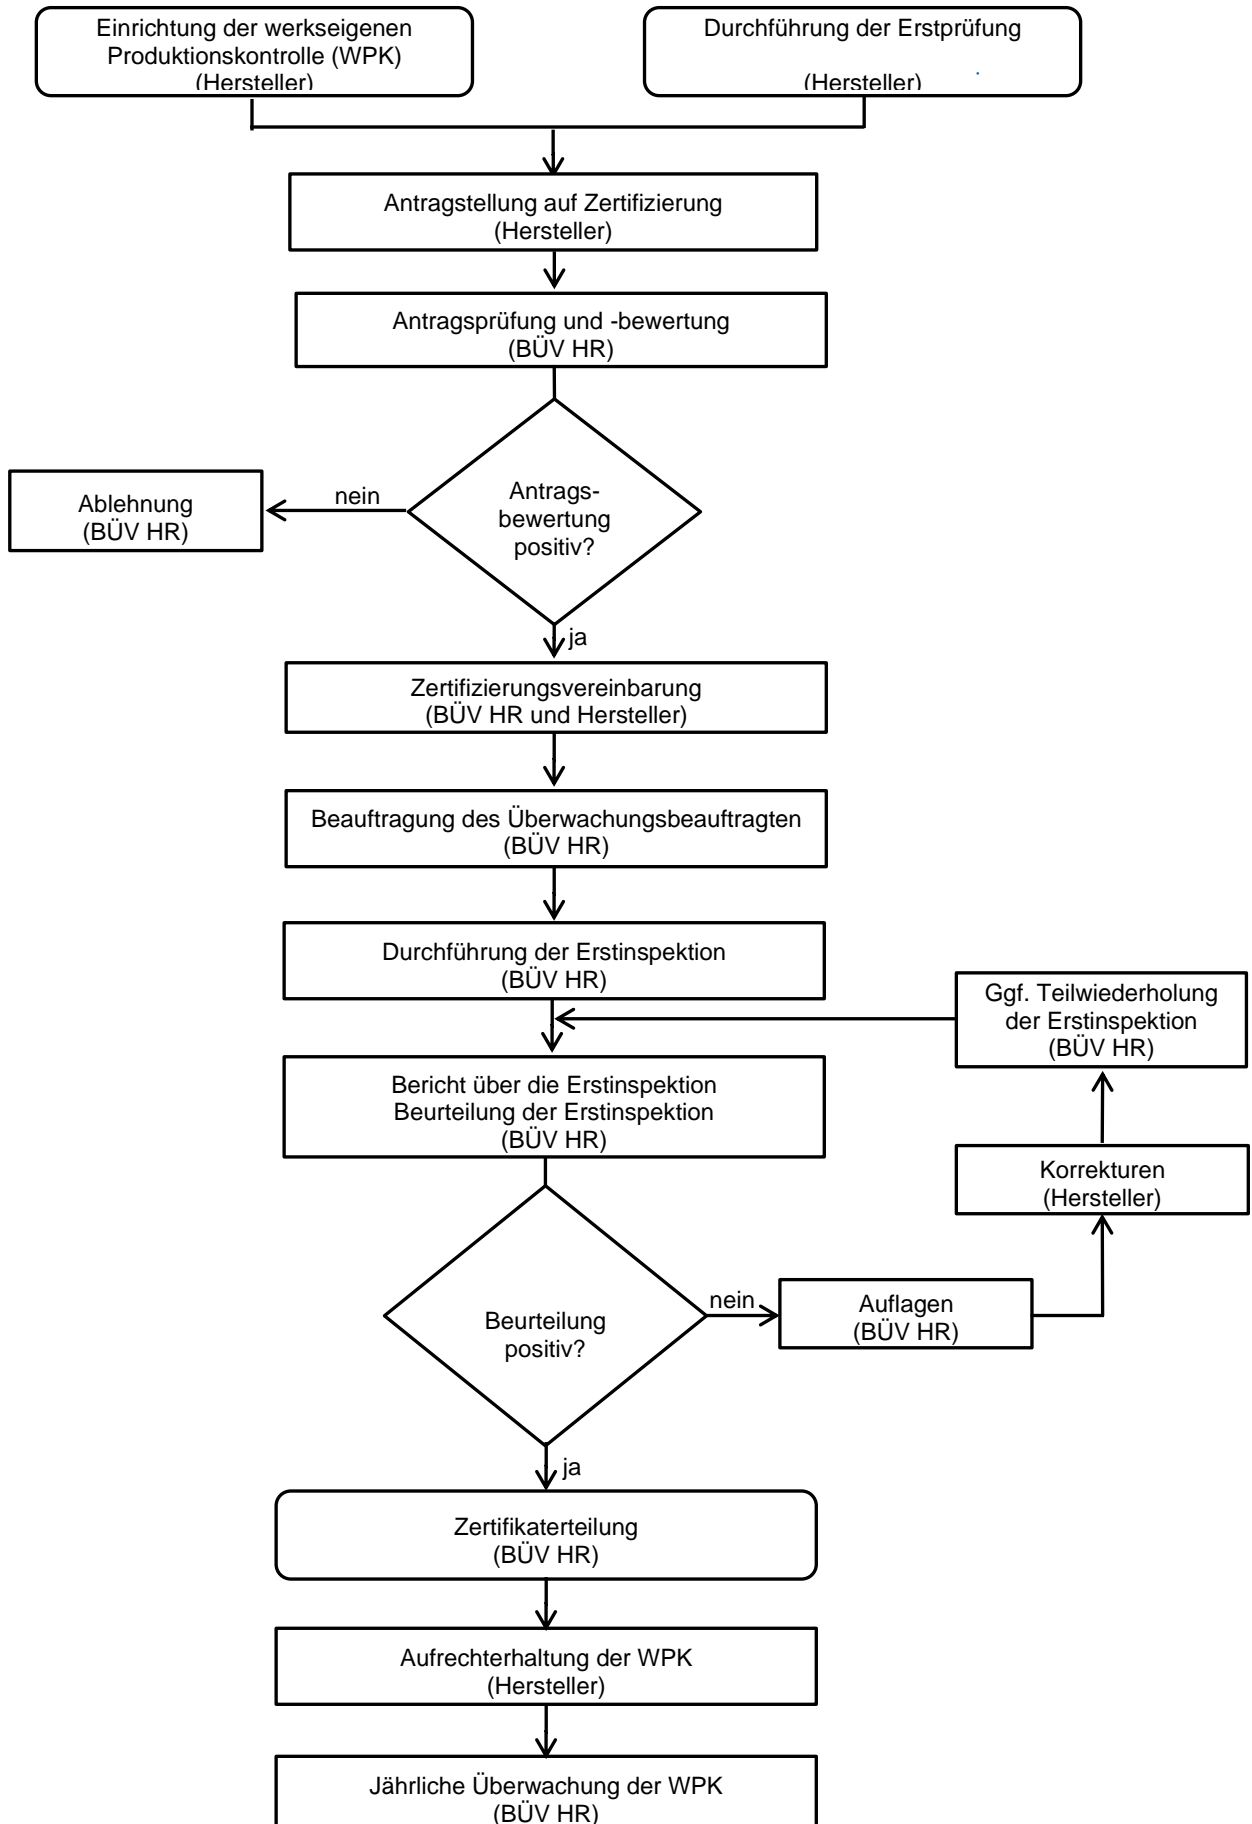 Einrichtung der werkseigenen
Produktionskontrolle (WPK)
(Hersteller)
Durchführung der Erstprüfung
(Hersteller)
Antragstellung auf Zertifizierung
(Hersteller)
Antragsprüfung und -bewertung
(BÜV HR)
Antrags-
bewertung
positiv?
nein
Ablehnung
(BÜV HR)
ja
Zertifizierungsvereinbarung
(BÜV HR und Hersteller)
Beauftragung des Überwachungsbeauftragten
(BÜV HR)
Durchführung der Erstinspektion
(BÜV HR)
Ggf. Teilwiederholung
der Erstinspektion
(BÜV HR)
Bericht über die Erstinspektion
Beurteilung der Erstinspektion
(BÜV HR)
Korrekturen
(Hersteller)
Beurteilung
positiv?
nein
Auflagen
(BÜV HR)
ja
Zertifikaterteilung
(BÜV HR)
Aufrechterhaltung der WPK
(Hersteller)
Jährliche Überwachung der WPK
(BÜV HR)